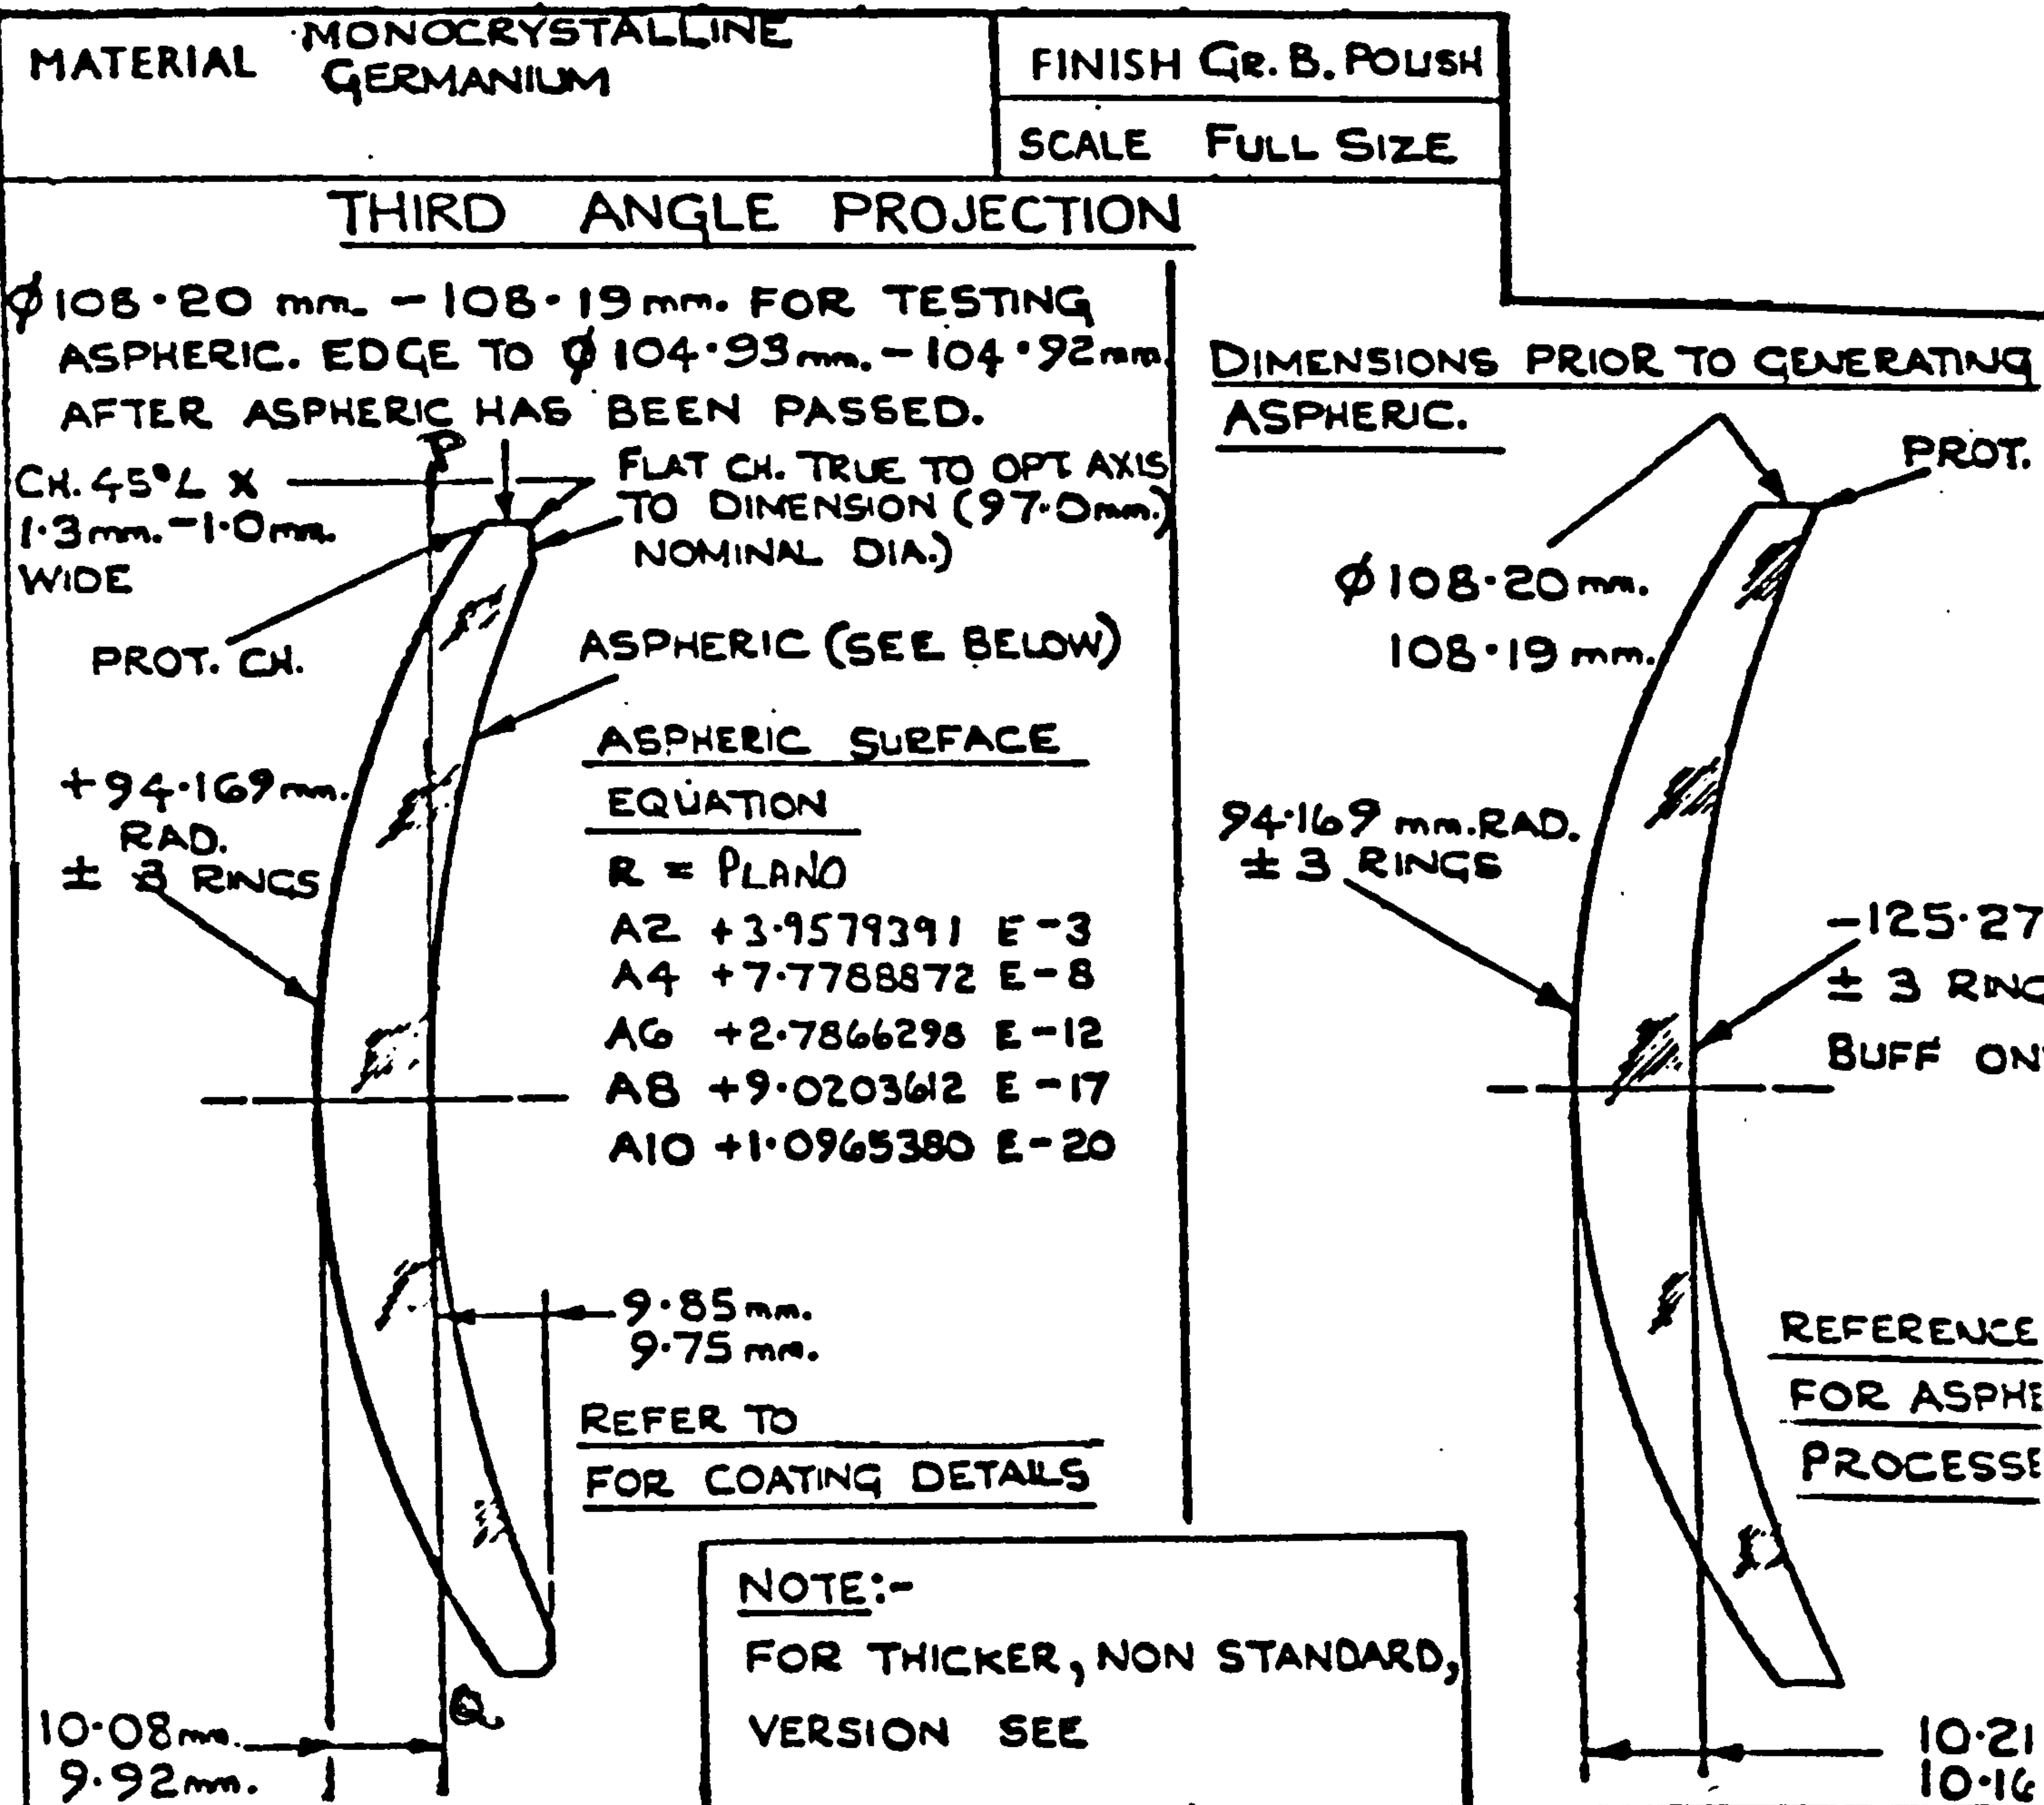 MATERIAL MONOCRYSTALLINE
GERMANIUM
FINISH GR. B. POLISH
SCALE FULL SIZE
THIRD ANGLE PROJECTION
φ108·20 mm. - 108·19 mm. FOR TESTING
ASPHERIC. EDGE TO φ104·93 mm. - 104·92 mm.
AFTER ASPHERIC HAS BEEN PASSED.
P
CH. 45°L X
1·3 mm. - 1·0 mm.
WIDE
FLAT CH. TRUE TO OPT AXIS
TO DIMENSION (97·0 mm.)
NOMINAL DIA.)
PROT. CH.
ASPHERIC (SEE BELOW)
+94·169 mm.
RAD.
± 3 RINGS
ASPHERIC SURFACE
EQUATION
R = PLANO
A2 +3·9579391 E-3
A4 +7·7788872 E-8
A6 +2·7866298 E-12
A8 +9·0203612 E-17
A10 +1·0965380 E-20
9·85 mm.
9·75 mm.
REFER TO
FOR COATING DETAILS
Q
10·08 mm.
9·92 mm.
NOTE:-
FOR THICKER, NON STANDARD,
VERSION SEE
DIMENSIONS PRIOR TO GENERATING
ASPHERIC.
PROT.
φ108·20 mm.
108·19 mm.
94·169 mm. RAD.
± 3 RINGS
-125·27
± 3 RING
BUFF ON
REFERENCE
FOR ASPHE
PROCESSE
10·21
10·16